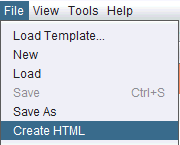 File View Tools Help
Load Template...
New
Load
Save Ctrl+S
Save As
Create HTML